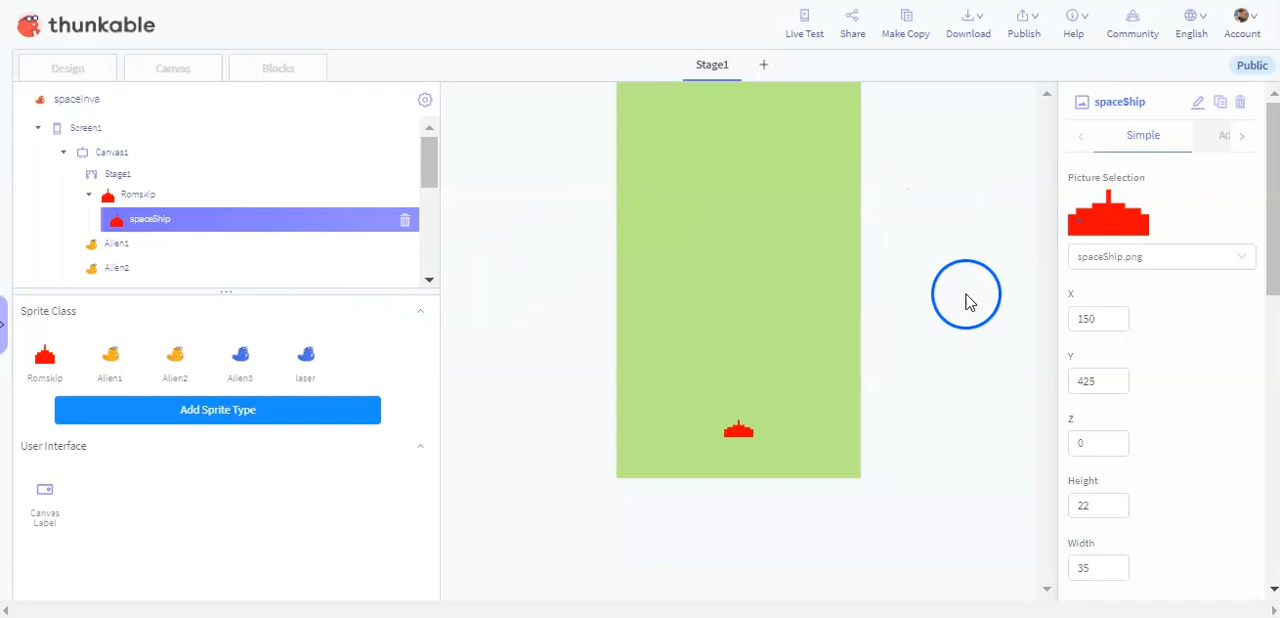 thunkable
Live Test
Share
Make Copy
Download
Publish
Help
Community
English
Account
Design
Canvas
Blocks
Stage1
+
Public
spaceInva
Screen1
Canvas1
Stage1
Romskip
spaceShip
Alien1
Alien2
Sprite Class
Romskip
Alien1
Alien2
Alien3
laser
Add Sprite Type
User Interface
Canvas
Label
spaceShip
Simple
Ad
Picture Selection
spaceShip.png
X
150
Y
425
Z
0
Height
22
Width
35